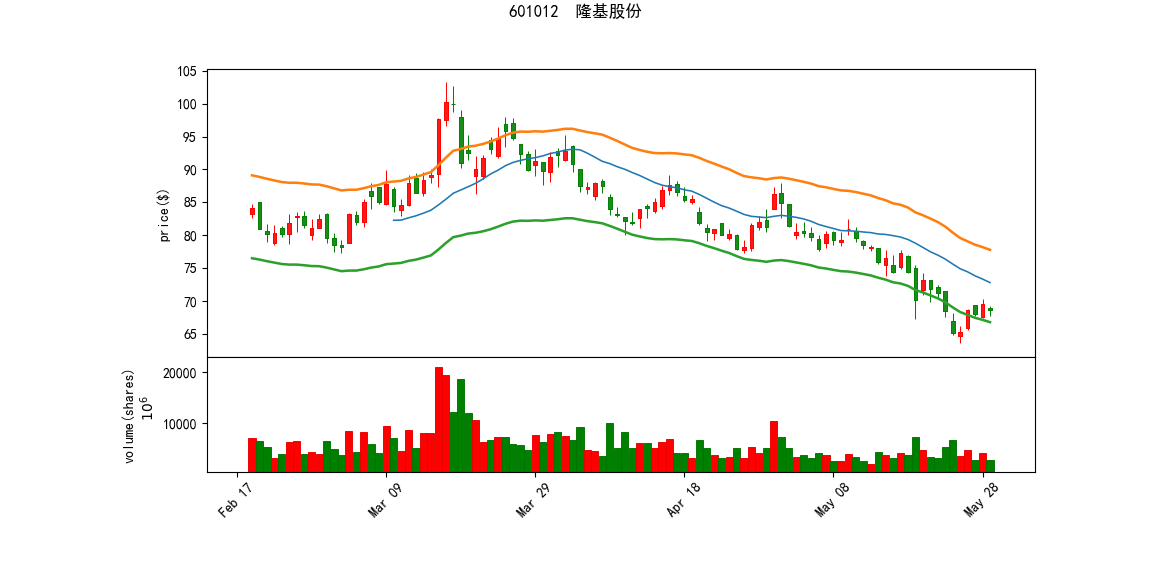 601012 隆基股份
105
100
95
90
85
80
75
70
65
price($)
20000
10000
volume(shares)
10^6
Feb 17
Mar 09
Mar 29
Apr 18
May 08
May 28